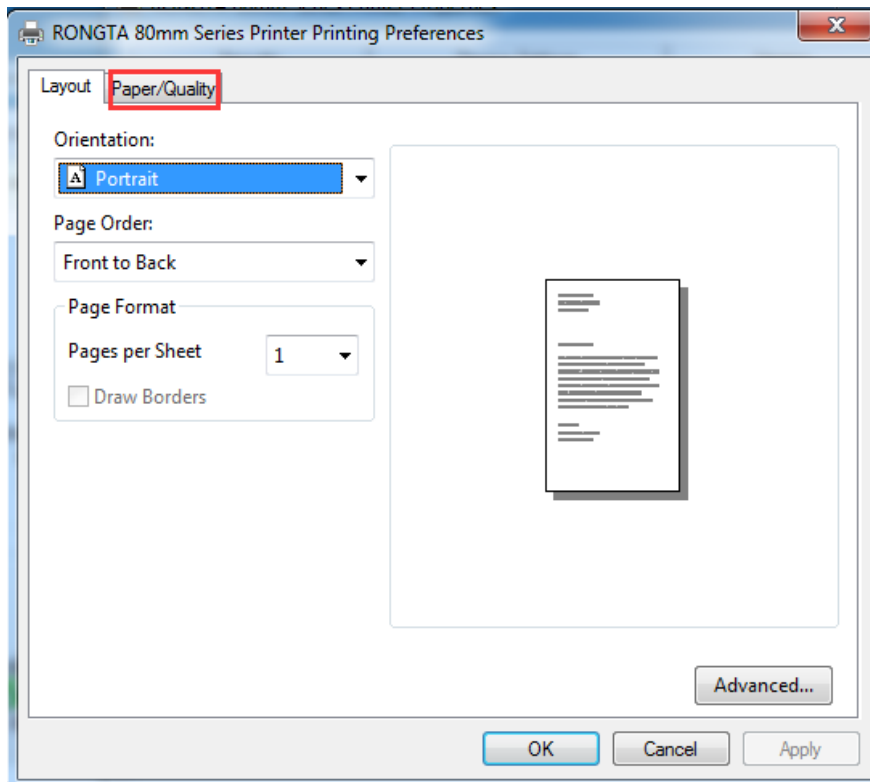 RONGTA 80mm Series Printer Printing Preferences
Layout Paper/Quality
Orientation:
Portrait
Page Order:
Front to Back
Page Format
Pages per Sheet 1
Draw Borders
Advanced...
OK Cancel Apply